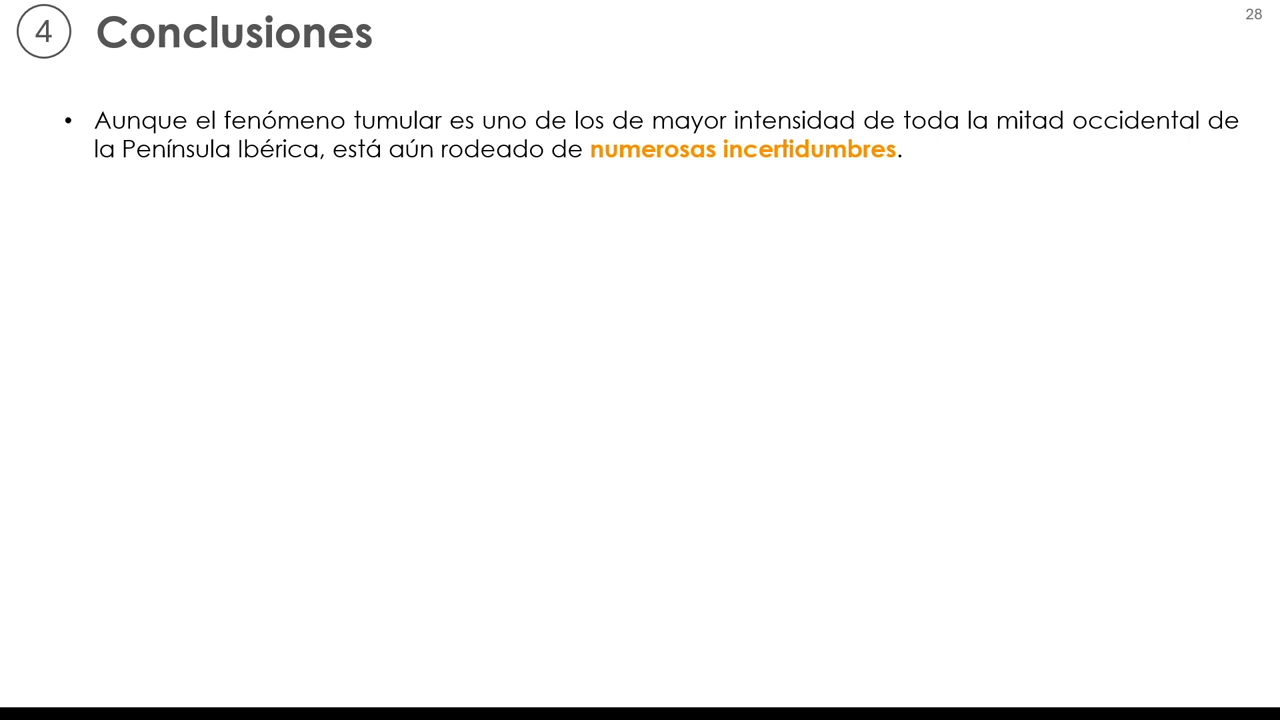 4 Conclusiones
28
• Aunque el fenómeno tumular es uno de los de mayor intensidad de toda la mitad occidental de
la Península Ibérica, está aún rodeado de numerosas incertidumbres.